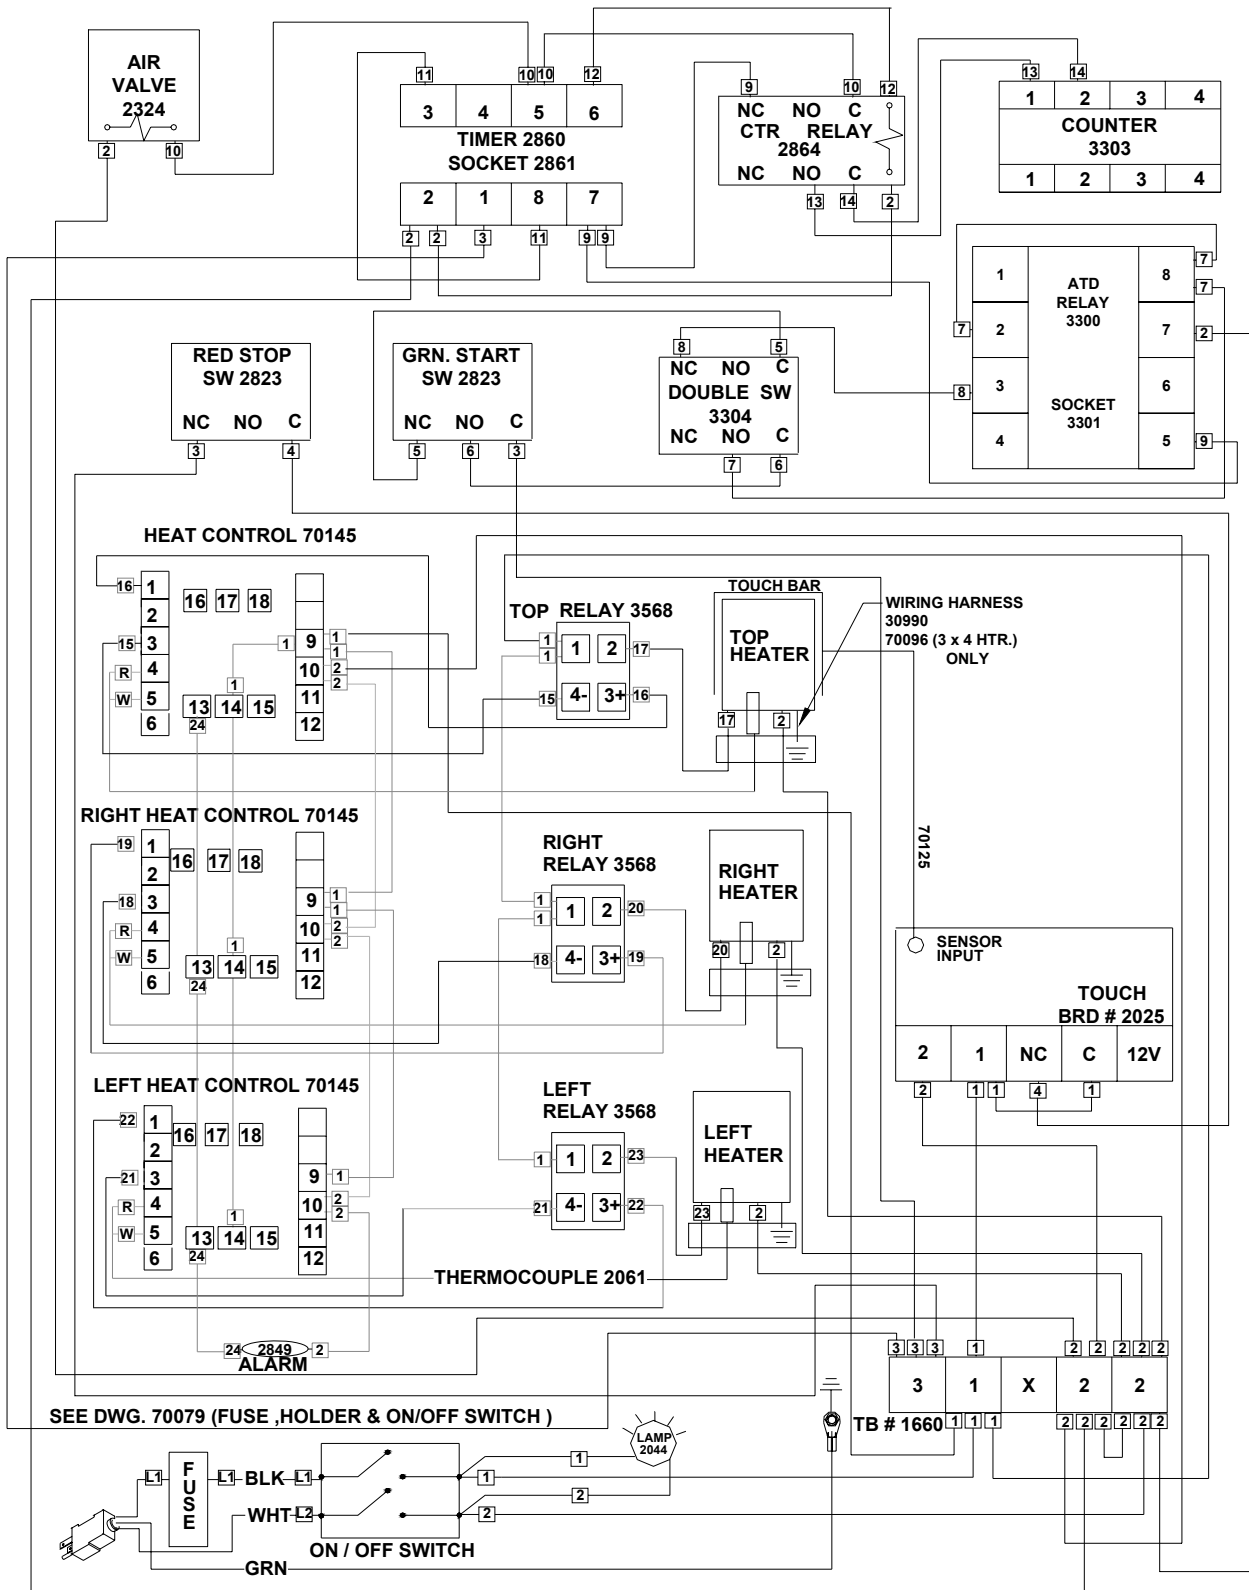 AIR
VALVE
2324
2
10
11
10
10
12
3
4
5
6
TIMER 2860
SOCKET 2861
2
1
8
7
2
2
3
11
9
9
9
10
12
NC NO C
CTR RELAY
2864
NC NO C
13
14
2
13
14
1
2
3
4
COUNTER
3303
1
2
3
4
1
2
3
4
ATD
RELAY
3300
SOCKET
3301
8
7
6
5
7
7
7
2
8
9
RED STOP
SW 2823
NC NO C
3
4
GRN. START
SW 2823
NC NO C
5
6
3
8
5
NC NO C
DOUBLE SW
3304
NC NO C
7
6
HEAT CONTROL 70145
16
15
R
W
1
2
3
4
5
6
16 17 18
13 14 15
24
1
1
9
10
11
12
1
1
2
2
TOP RELAY 3568
1
1
15
1 2
4- 3+
17
16
TOUCH BAR
TOP
HEATER
17
2
WIRING HARNESS
30990
70096 (3 x 4 HTR.)
ONLY
70125
RIGHT HEAT CONTROL 70145
19
18
R
W
1
2
3
4
5
6
16 17 18
13 14 15
24
1
9
10
11
12
1
1
2
2
RIGHT
RELAY 3568
1
1
18
1 2
4- 3+
20
19
RIGHT
HEATER
20
2
SENSOR
INPUT
TOUCH
BRD # 2025
2
1
NC
C
12V
2
1
1
4
1
LEFT HEAT CONTROL 70145
22
21
R
W
1
2
3
4
5
6
16 17 18
13 14 15
24
1
9
10
11
12
1
2
2
LEFT
RELAY 3568
1
21
1 2
4- 3+
23
22
LEFT
HEATER
23
2
THERMOCOUPLE 2061
24
2849
2
ALARM
3
3
3
1
2
2
2
2
2
3
1
X
2
2
TB # 1660
1
1
1
2
2
2
2
2
2
SEE DWG. 70079 (FUSE ,HOLDER & ON/OFF SWITCH )
LAMP
2044
L1
FUSE
L1
BLK
L1
WHT
L2
1
1
2
2
ON / OFF SWITCH
GRN